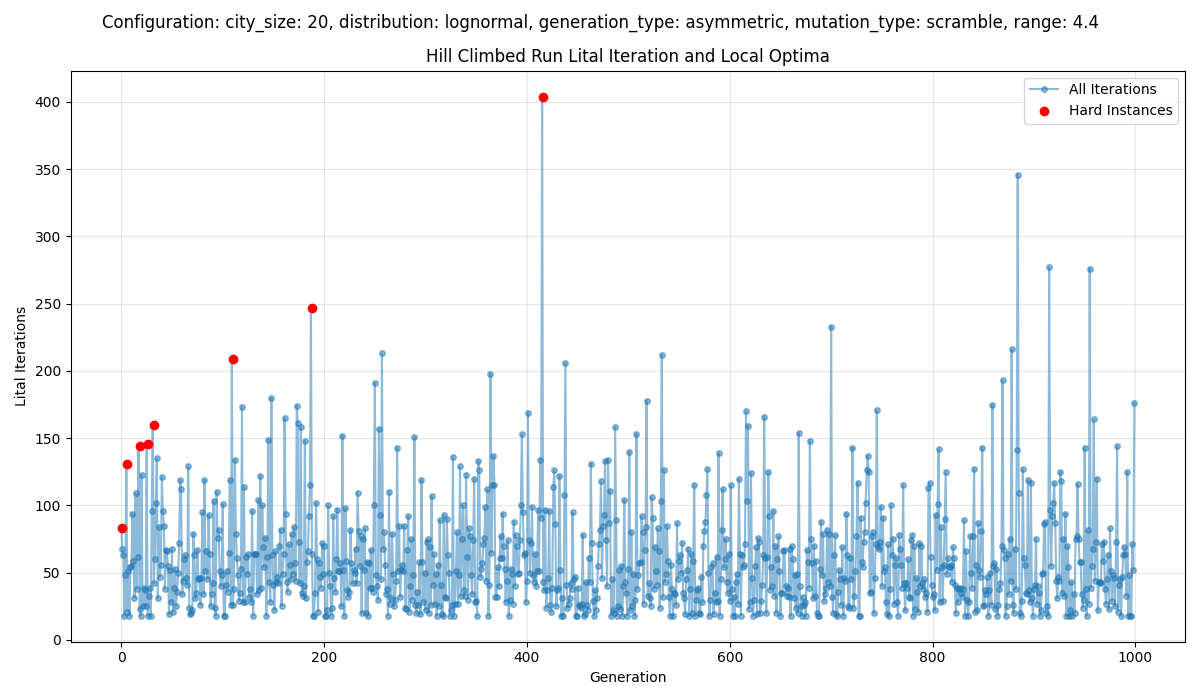 Configuration: city_size: 20, distribution: lognormal, generation_type: asymmetric, mutation_type: scramble, range: 4.4
Hill Climbed Run Lital Iteration and Local Optima
All Iterations
Hard Instances
Lital Iterations
400
350
300
250
200
150
100
50
0
0 200 400 600 800 1000
Generation